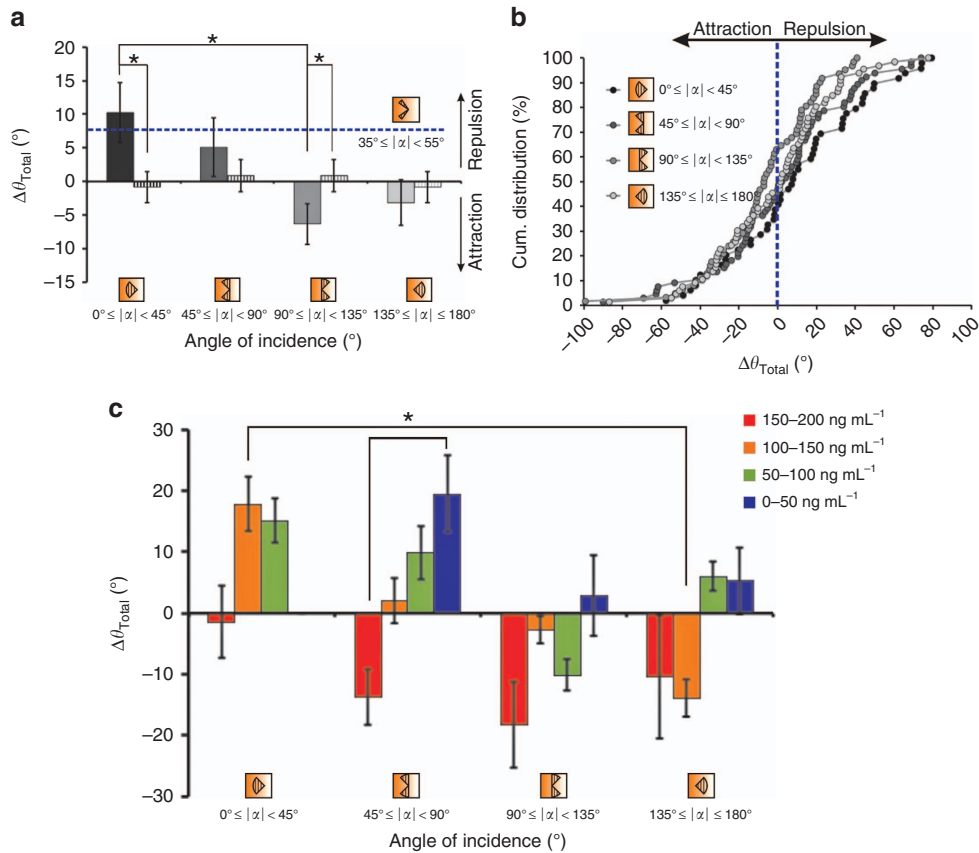 a
20
15
10
5
0
−5
−10
−15
Δθ_Total (°)
*
*
*
35° ≤ |α| < 55°
Repulsion
Attraction
0° ≤ |α| < 45°
45° ≤ |α| < 90°
90° ≤ |α| < 135°
135° ≤ |α| ≤ 180°
Angle of incidence (°)
b
Attraction
Repulsion
100
90
80
70
60
50
40
30
20
10
0
Cum. distribution (%)
0° ≤ |α| < 45°
45° ≤ |α| < 90°
90° ≤ |α| < 135°
135° ≤ |α| ≤ 180°
−100
−80
−60
−40
−20
0
20
40
60
80
100
Δθ_Total (°)
c
30
20
10
0
−10
−20
−30
Δθ_Total (°)
*
150–200 ng mL⁻¹
100–150 ng mL⁻¹
50–100 ng mL⁻¹
0–50 ng mL⁻¹
0° ≤ |α| < 45°
45° ≤ |α| < 90°
90° ≤ |α| < 135°
135° ≤ |α| ≤ 180°
Angle of incidence (°)